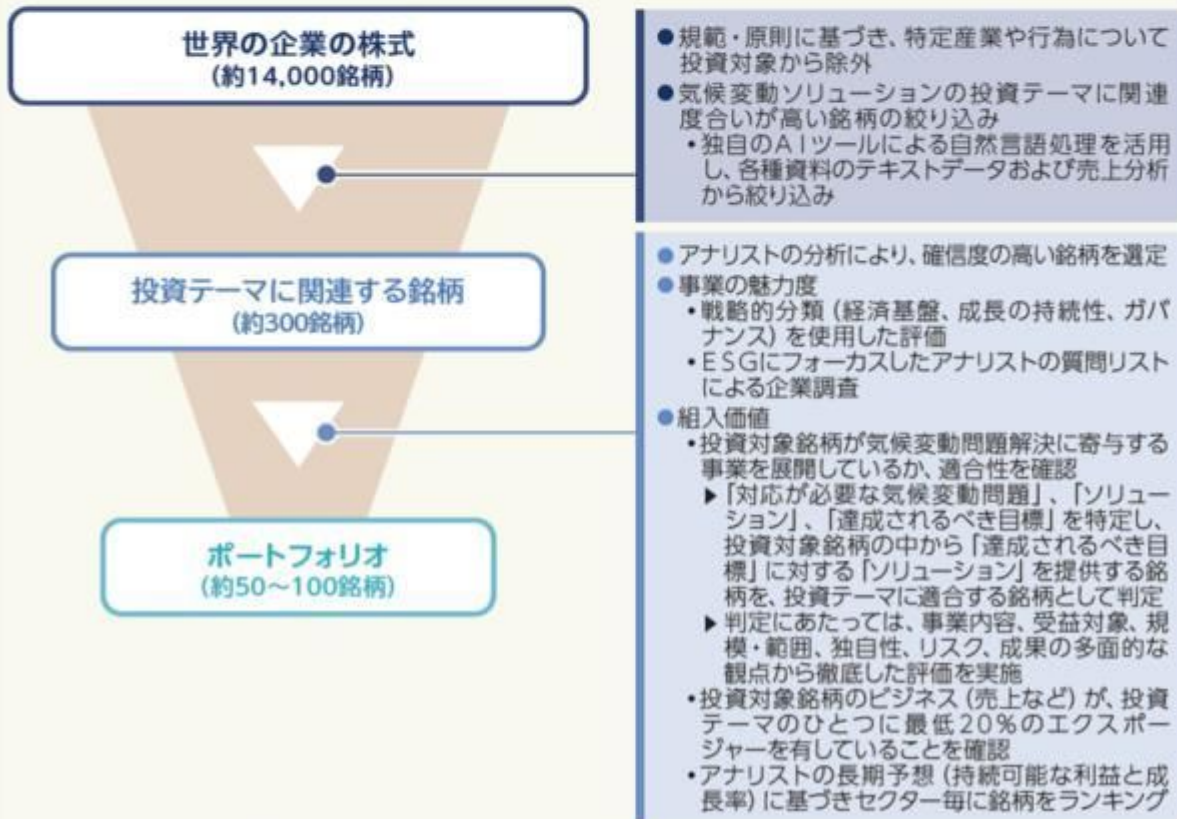 世界の企業の株式
(約14,000銘柄)
●規範・原則に基づき、特定産業や行為について
投資対象から除外
●気候変動ソリューションの投資テーマに関連
度合いが高い銘柄の絞り込み
・独自のAIツールによる自然言語処理を活用
し、各種資料のテキストデータおよび売上分析
から絞り込み
投資テーマに関連する銘柄
(約300銘柄)
●アナリストの分析により、確信度の高い銘柄を選定
●事業の魅力度
・戦略的分類(経済基盤、成長の持続性、ガバ
ナンス)を使用した評価
・ESGにフォーカスしたアナリストの質問リスト
による企業調査
●組入価値
・投資対象銘柄が気候変動問題解決に寄与する
事業を展開しているか、適合性を確認
▶「対応が必要な気候変動問題」、「ソリュー
ション」、「達成されるべき目標」を特定し、
投資対象銘柄の中から「達成されるべき目
標」に対する「ソリューション」を提供する銘
柄を、投資テーマに適合する銘柄として判定
▶判定にあたっては、事業内容、受益対象、規
模・範囲、独自性、リスク、成果の多面的な
観点から徹底した評価を実施
・投資対象銘柄のビジネス(売上など)が、投資
テーマのひとつに最低20%のエクスポー
ジャーを有していることを確認
・アナリストの長期予想(持続可能な利益と成
長率)に基づきセクター毎に銘柄をランキング
ポートフォリオ
(約50～100銘柄)